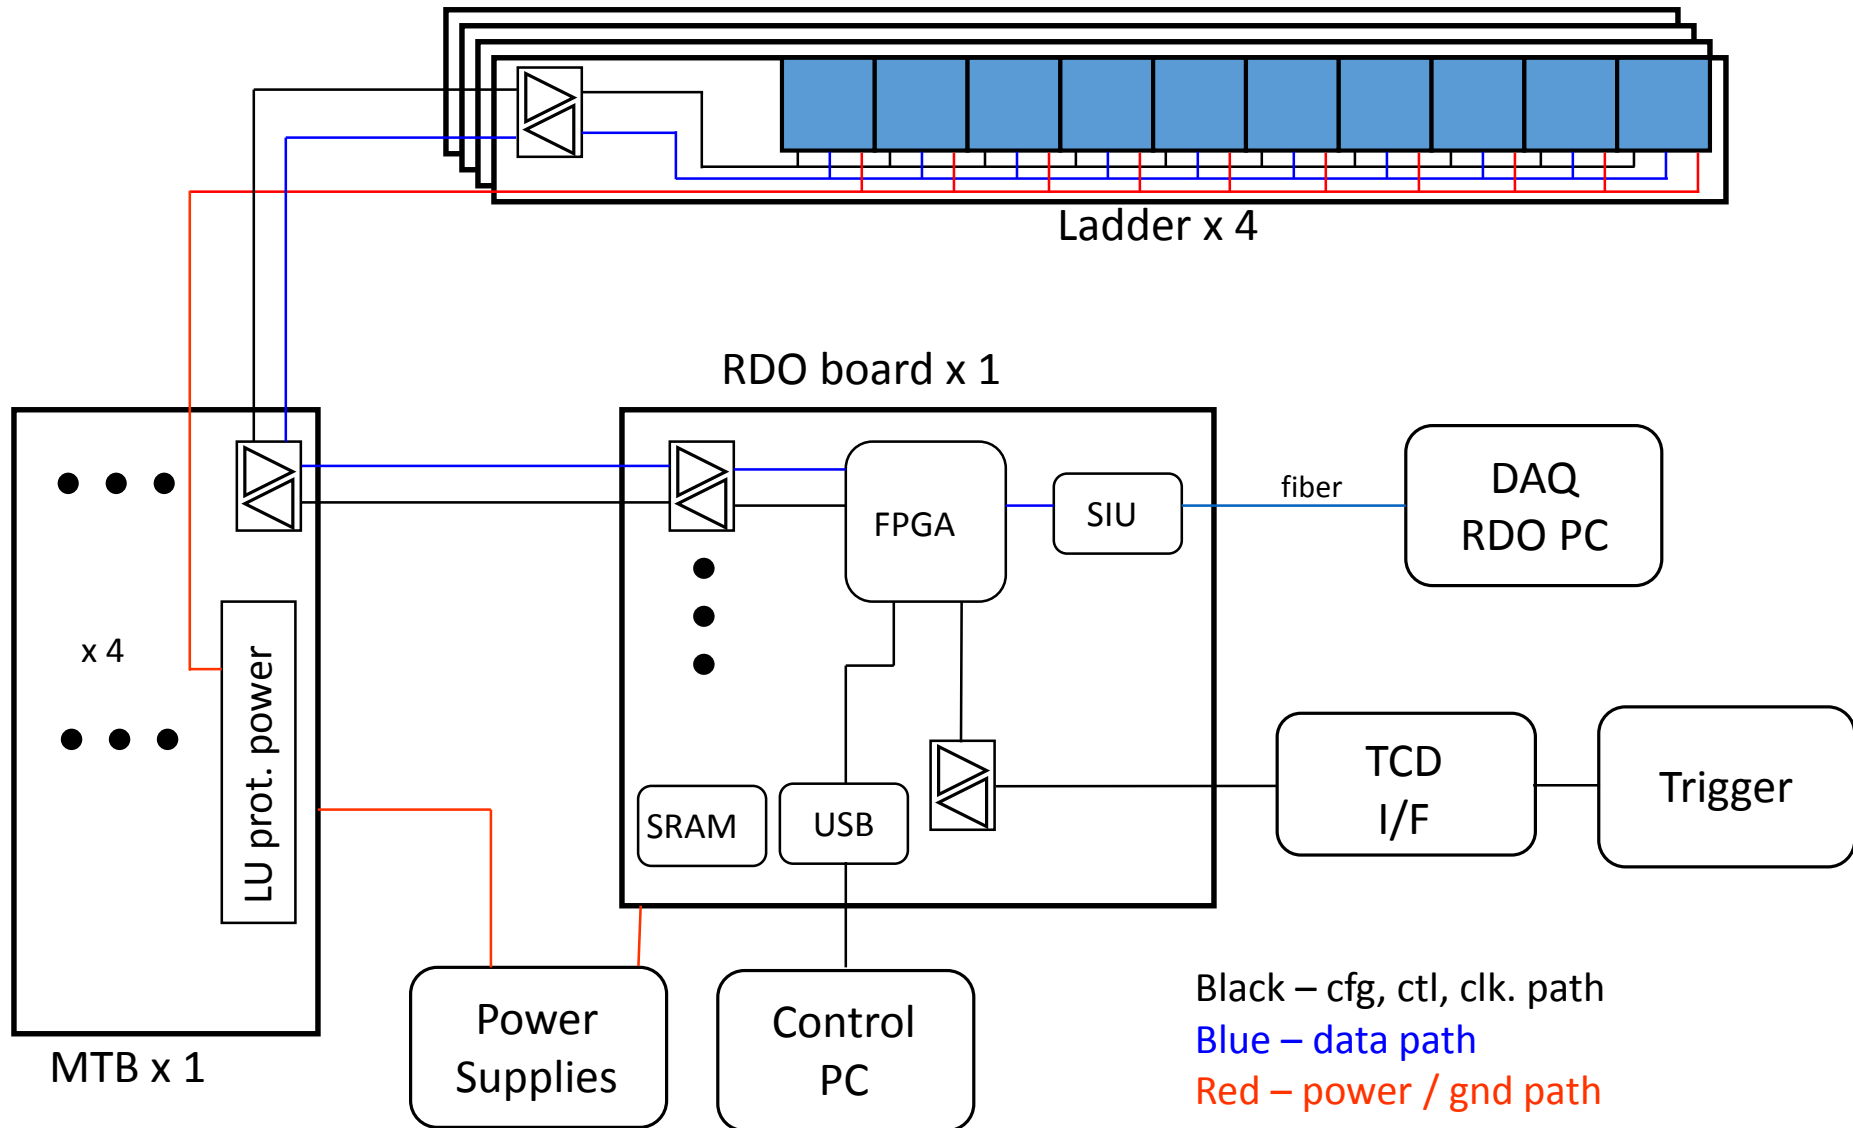 Ladder x 4
RDO board x 1
FPGA
SIU
fiber
DAQ
RDO PC
x 4
LU prot. power
SRAM
USB
TCD
I/F
Trigger
MTB x 1
Power
Supplies
Control
PC
Black – cfg, ctl, clk. path
Blue – data path
Red – power / gnd path